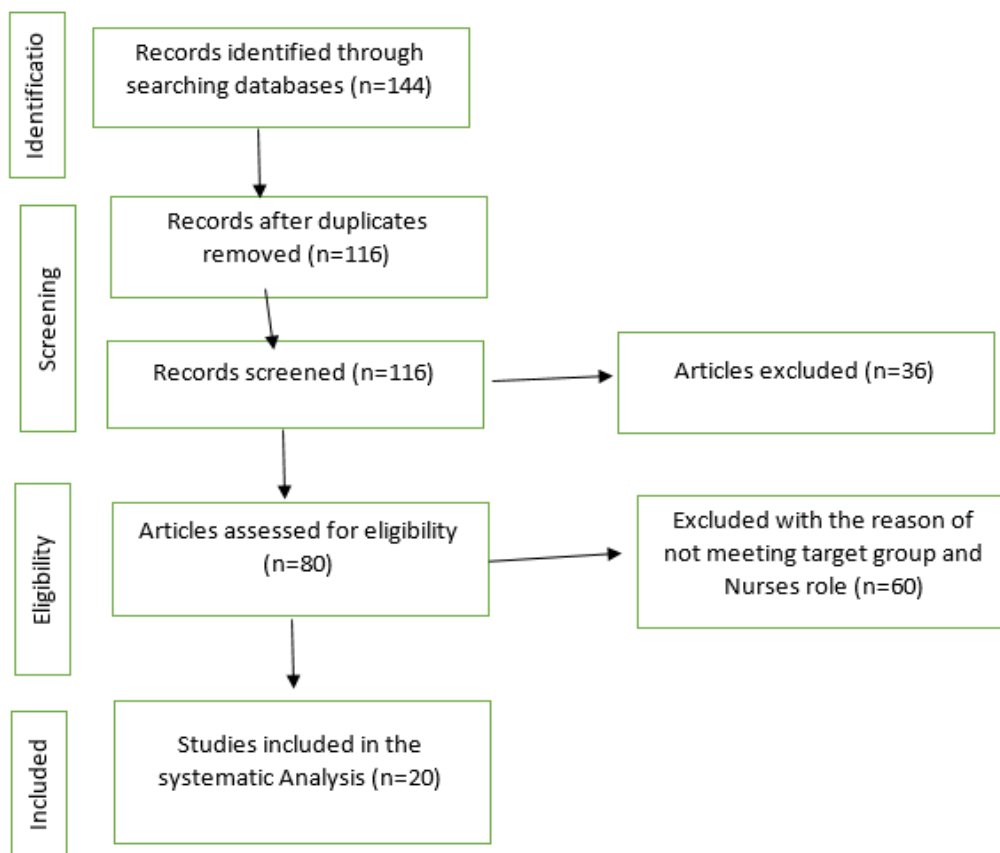 Identificatio
Records identified through
searching databases (n=144)
Screening
Records after duplicates
removed (n=116)
Records screened (n=116)
Articles excluded (n=36)
Eligibility
Articles assessed for eligibility
(n=80)
Excluded with the reason of
not meeting target group and
Nurses role (n=60)
Included
Studies included in the
systematic Analysis (n=20)